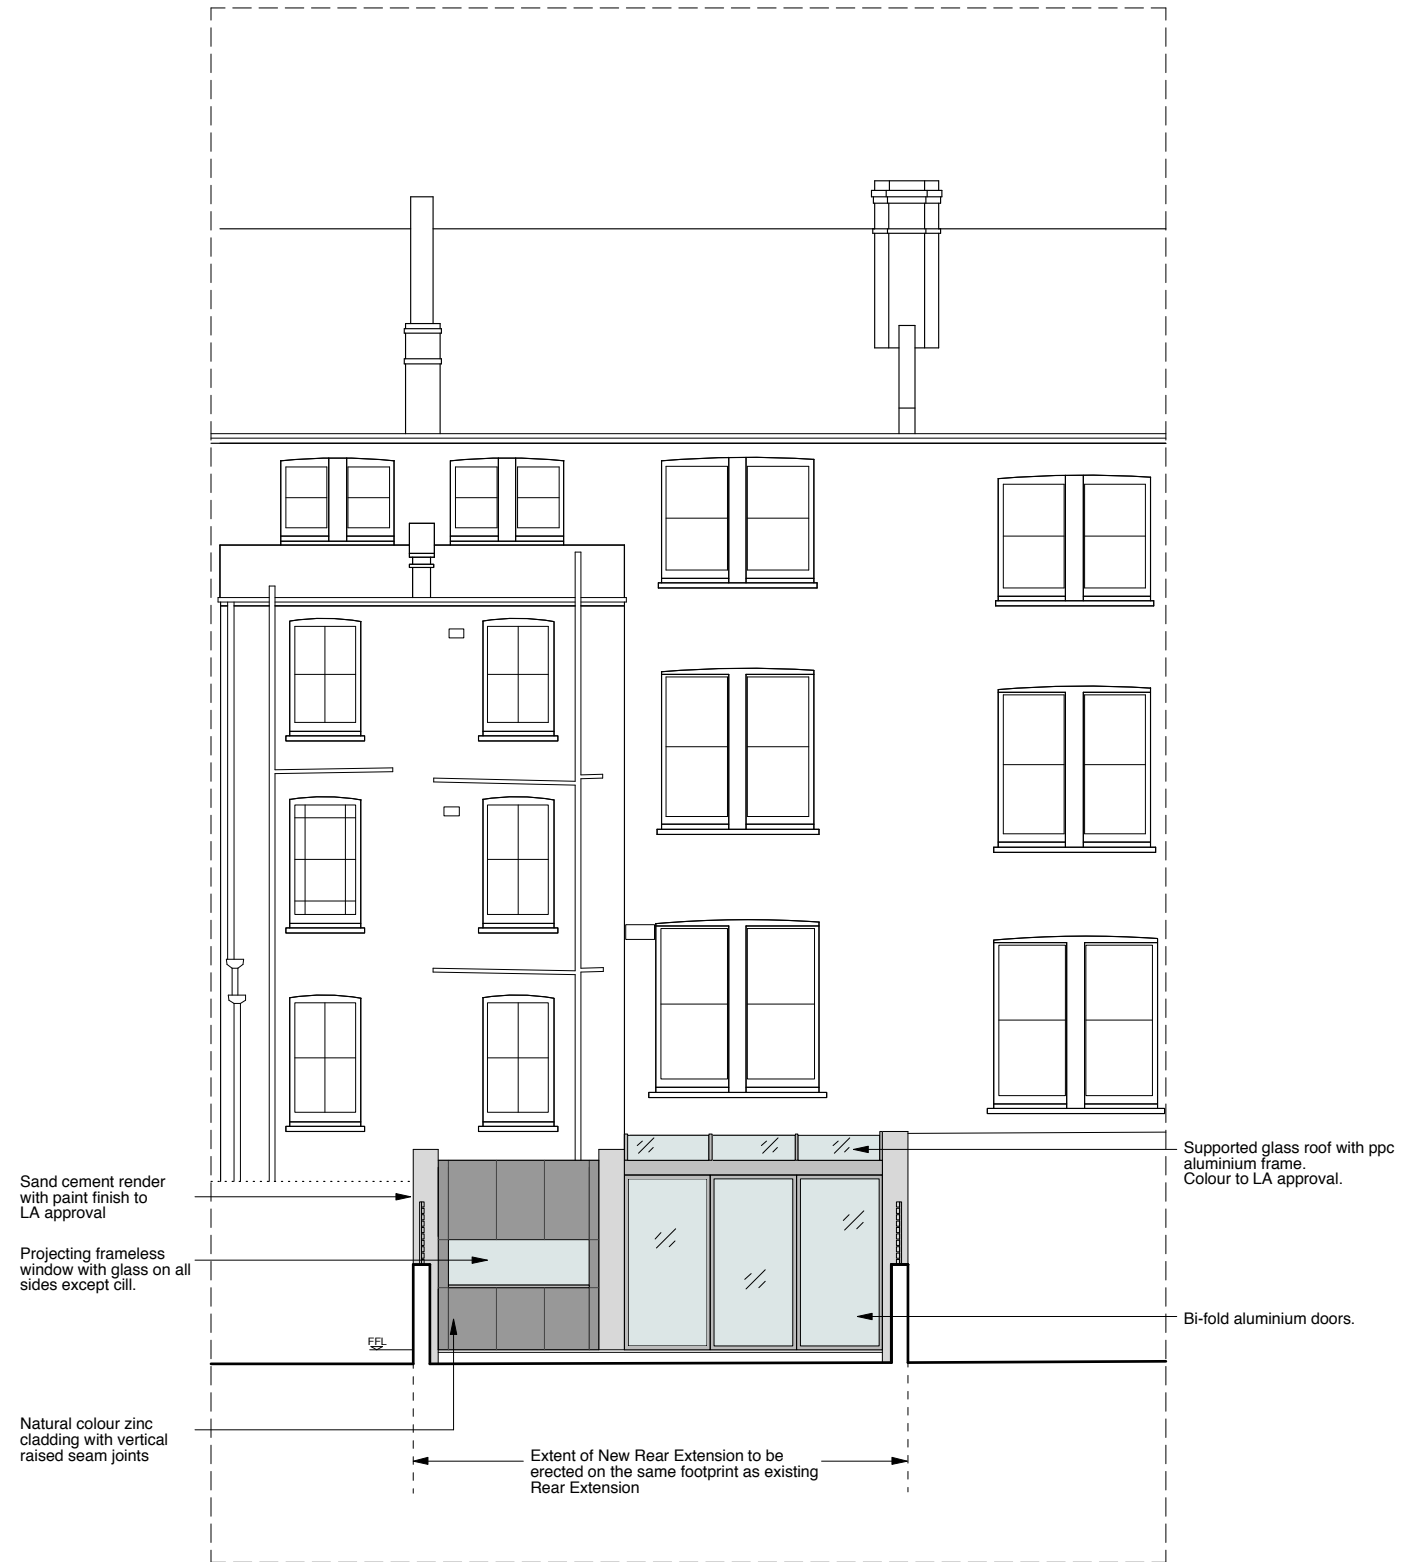 Supported glass roof with ppc
aluminium frame.
Colour to LA approval.
Sand cement render
with paint finish to
LA approval
Projecting frameless
window with glass on all
sides except cill.
Bi-fold aluminium doors.
FFL
Natural colour zinc
cladding with vertical
raised seam joints
Extent of New Rear Extension to be
erected on the same footprint as existing
Rear Extension